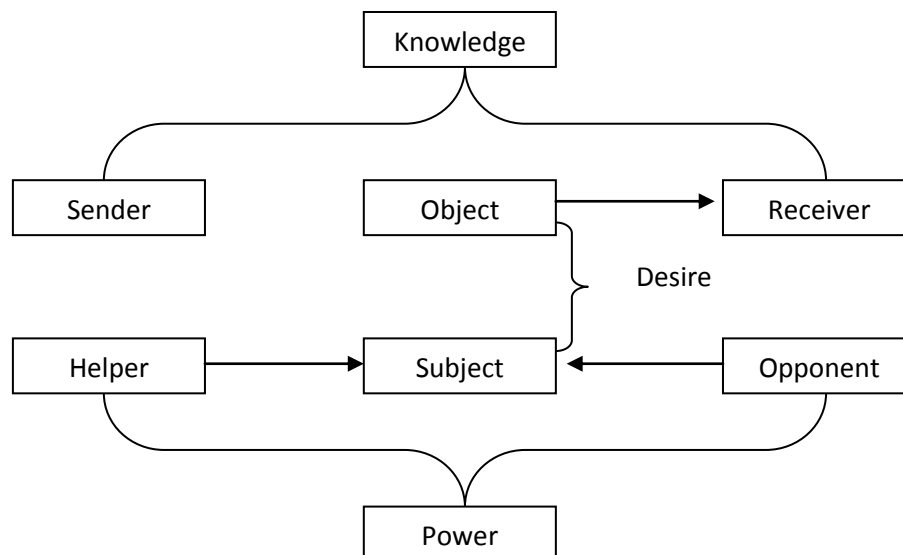 Knowledge
Sender
Object
Receiver
Desire
Helper
Subject
Opponent
Power